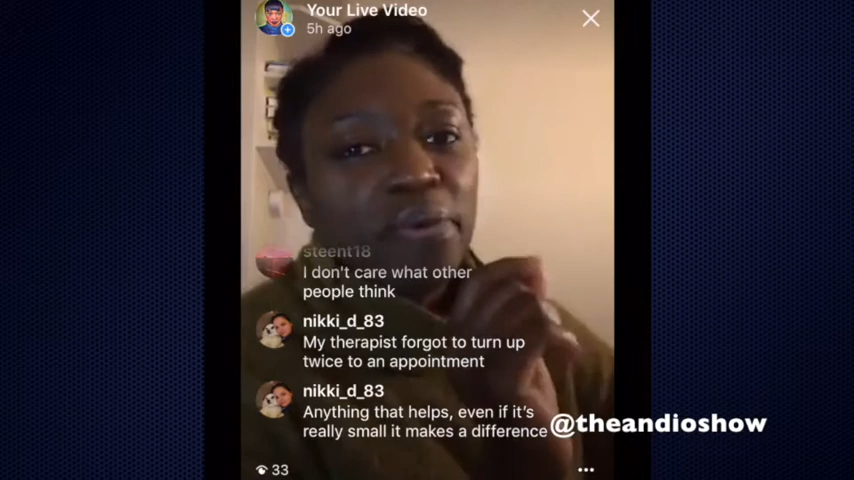 Your Live Video
5h ago
steent18
I don't care what other
people think
nikki_d_83
My therapist forgot to turn up
twice to an appointment
nikki_d_83
Anything that helps, even if it's
really small it makes a difference
@theandioshow
33